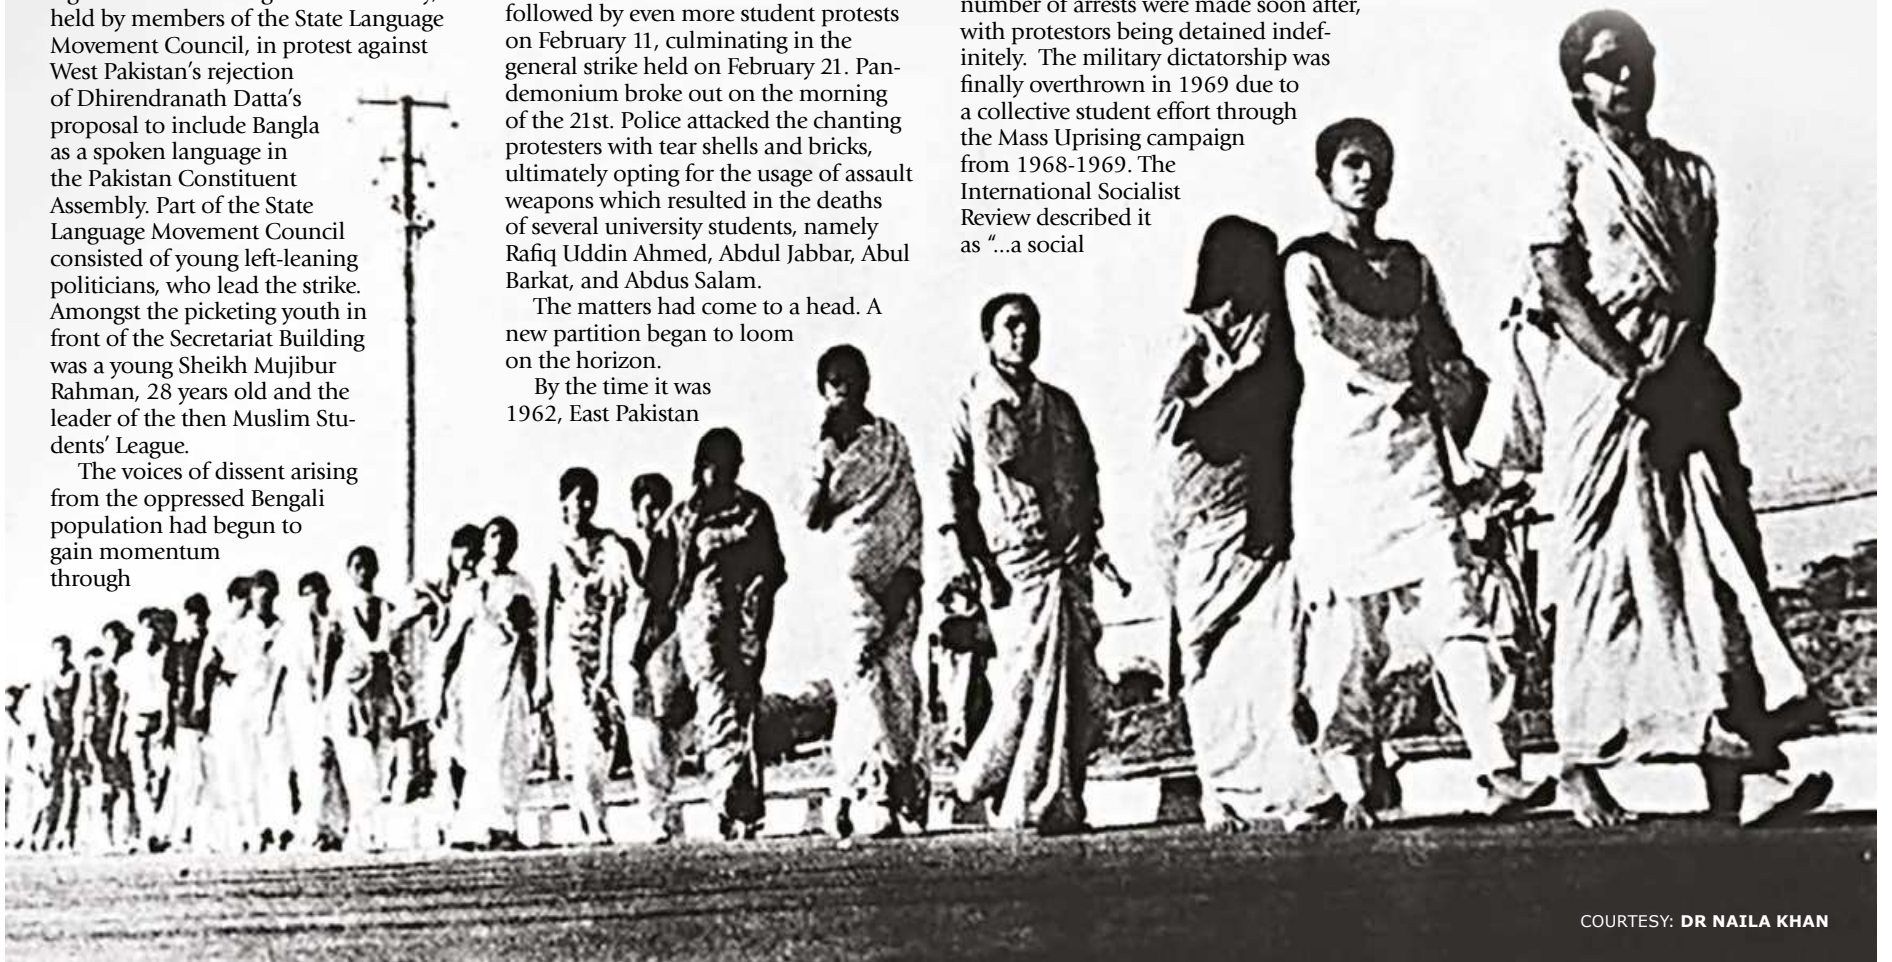 held by members of the State Language
Movement Council, in protest against
West Pakistan's rejection
of Dhirendranath Datta's
proposal to include Bangla
as a spoken language in
the Pakistan Constituent
Assembly. Part of the State
Language Movement Council
consisted of young left-leaning
politicians, who lead the strike.
Amongst the picketing youth in
front of the Secretariat Building
was a young Sheikh Mujibur
Rahman, 28 years old and the
leader of the then Muslim Stu-
dents' League.
The voices of dissent arising
from the oppressed Bengali
population had begun to
gain momentum
through
followed by even more student protests
on February 11, culminating in the
general strike held on February 21. Pan-
demonium broke out on the morning
of the 21st. Police attacked the chanting
protesters with tear shells and bricks,
ultimately opting for the usage of assault
weapons which resulted in the deaths
of several university students, namely
Rafiq Uddin Ahmed, Abdul Jabbar, Abul
Barkat, and Abdus Salam.
The matters had come to a head. A
new partition began to loom
on the horizon.
By the time it was
1962, East Pakistan
number of arrests were made soon after,
with protestors being detained indef-
initely. The military dictatorship was
finally overthrown in 1969 due to
a collective student effort through
the Mass Uprising campaign
from 1968-1969. The
International Socialist
Review described it
as "...a social
COURTESY: DR NAILA KHAN